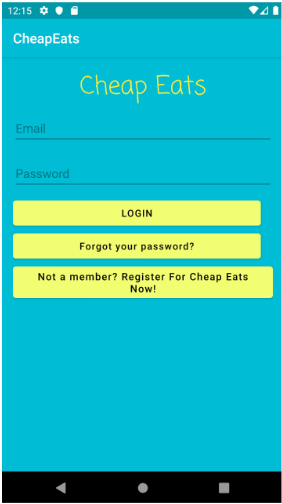 12:15
CheapEats
Cheap Eats
Email
Password
LOGIN
Forgot your password?
Not a member? Register For Cheap Eats
Now!